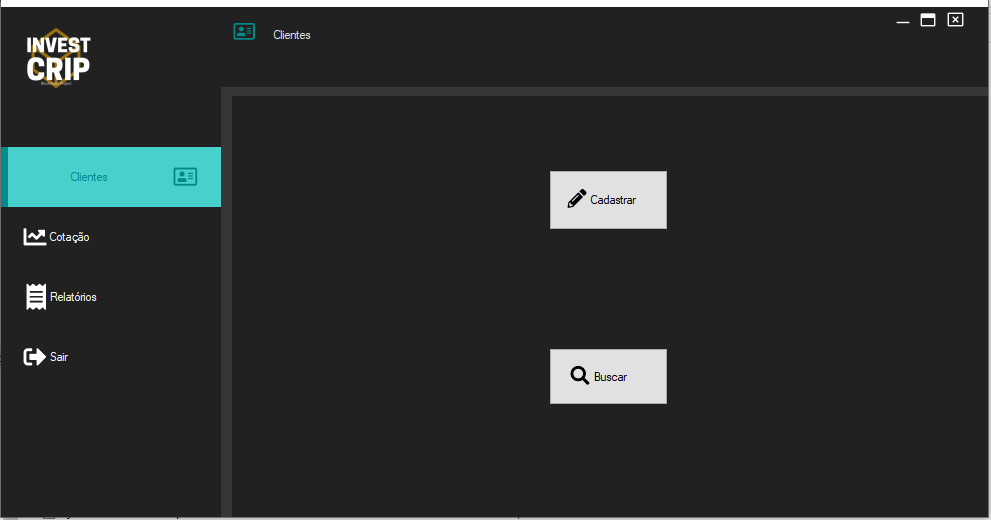 INVEST
CRIP
Clientes
Clientes
Cotação
Relatórios
Sair
Cadastrar
Buscar